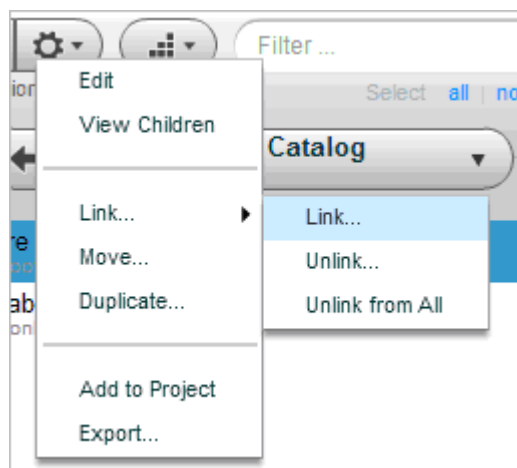 Filter ...
Select all | no
Edit
View Children
Catalog
Link...
Move...
Duplicate...
Add to Project
Export...
Link...
Unlink...
Unlink from All